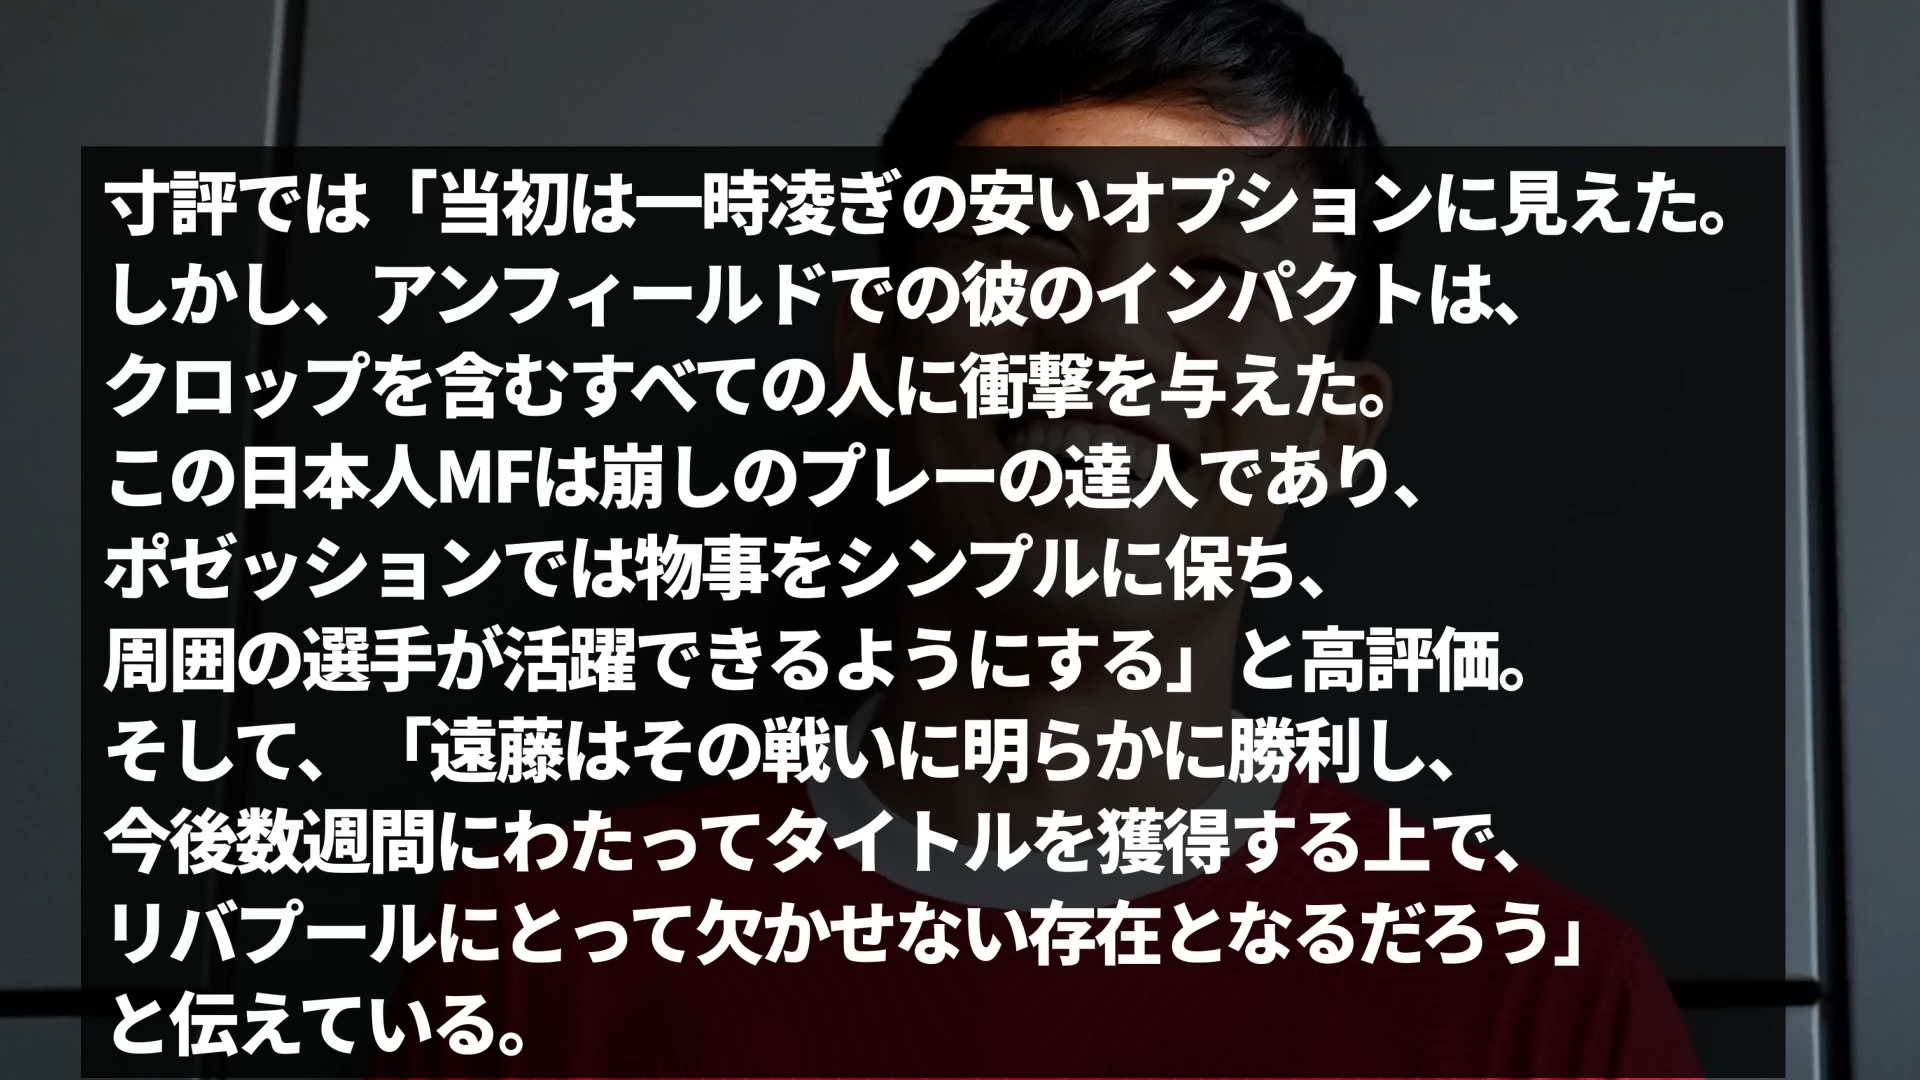 寸評では「当初は一時凌ぎの安いオプションに見えた。
しかし、アンフィールドでの彼のインパクトは、
クロップを含むすべての人に衝撃を与えた。
この日本人MFは崩しのプレーの達人であり、
ポゼッションでは物事をシンプルに保ち、
周囲の選手が活躍できるようにする」と高評価。
そして、「遠藤はその戦いに明らかに勝利し、
今後数週間にわたってタイトルを獲得する上で、
リバプールにとって欠かせない存在となるだろう」
と伝えている。